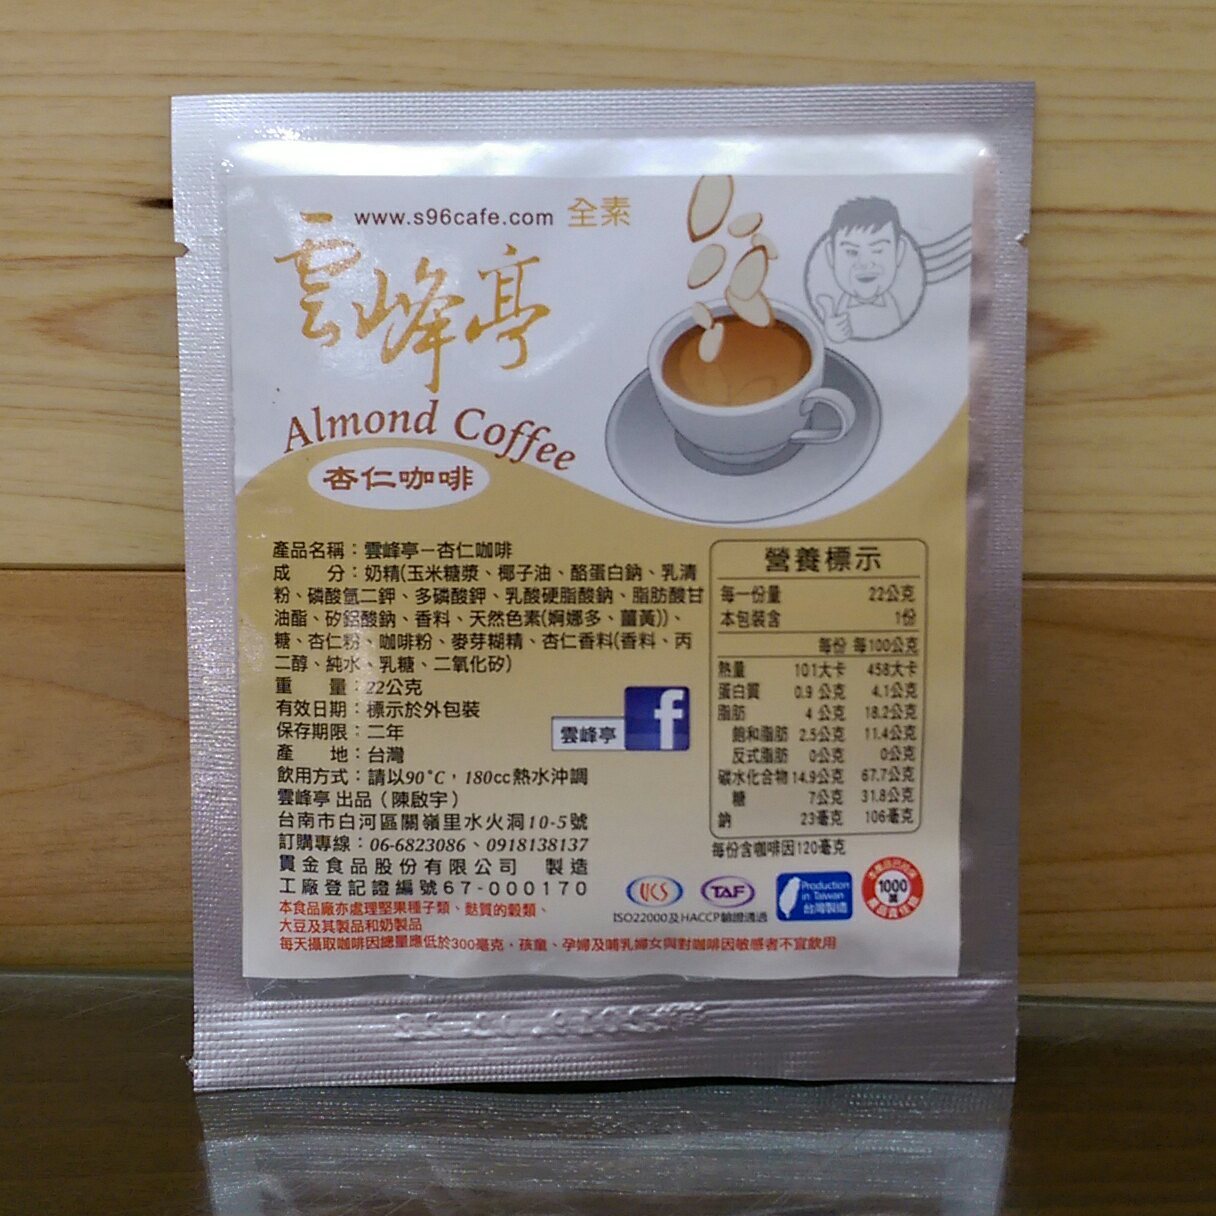 www.s96cafe.com 全素
雲峰亭
Almond Coffee
杏仁咖啡
產品名稱：雲峰亭－杏仁咖啡
成　　分：奶精(玉米糖漿、椰子油、酪蛋白鈉、乳清
粉、磷酸氫二鉀、多磷酸鉀、乳酸硬脂酸鈉、脂肪酸甘
油酯、矽鋁酸鈉、香料、天然色素(婀娜多、薑黃))、
糖、杏仁粉、咖啡粉、麥芽糊精、杏仁香料(香料、丙
二醇、純水、乳糖、二氧化矽)
重　　量：22公克
有效日期：標示於外包裝
保存期限：二年
產　　地：台灣
飲用方式：請以90°C，180cc熱水沖調
雲峰亭 出品（陳啟宇）
台南市白河區關嶺里水火洞10-5號
訂購專線：06-6823086、0918138137
貫金食品股份有限公司　製造
工廠登記證編號67-000170
本食品廠亦處理堅果種子類、麩質的穀類、
大豆及其製品和奶製品
每天攝取咖啡因總量應低於300毫克，孩童、孕婦及哺乳婦女與對咖啡因敏感者不宜飲用
雲峰亭 f
營養標示
每一份量 22公克
本包裝含 1份
每份 每100公克
熱量 101大卡 458大卡
蛋白質 0.9 公克 4.1公克
脂肪 4 公克 18.2公克
飽和脂肪 2.5公克 11.4公克
反式脂肪 0公克 0公克
碳水化合物 14.9公克 67.7公克
糖 7公克 31.8公克
鈉 23毫克 106毫克
每份含咖啡因120毫克
UCS TAF
ISO22000及HACCP驗證通過
Production
in Taiwan
台灣製造
1000
萬